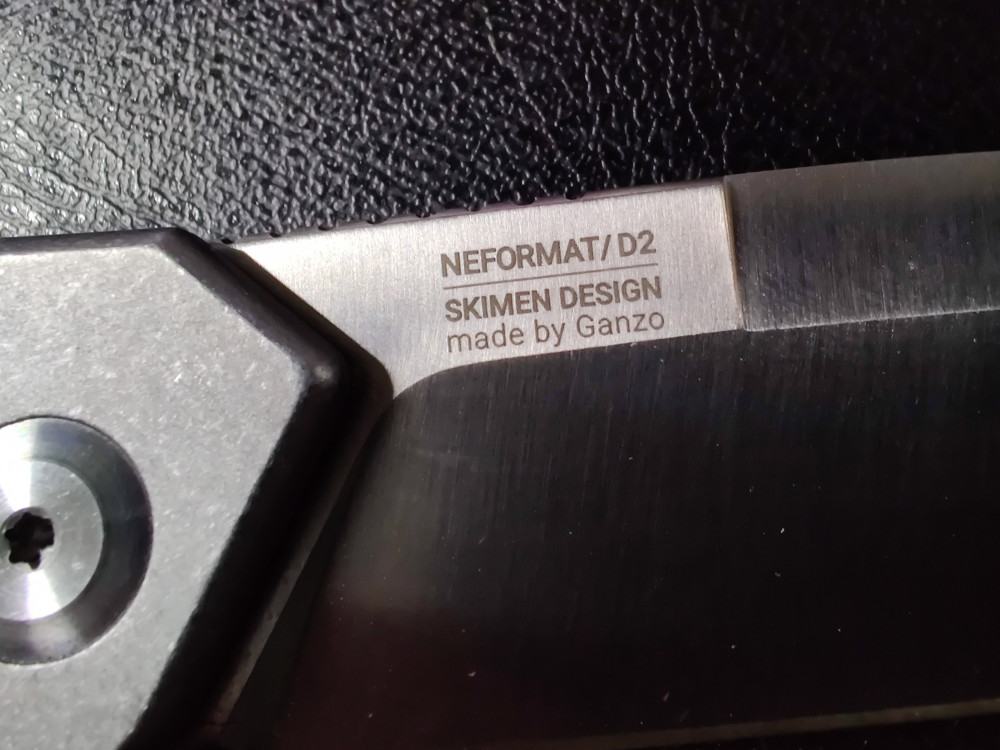 NEFORMAT/ D2
SKIMEN DESIGN
made by Ganzo